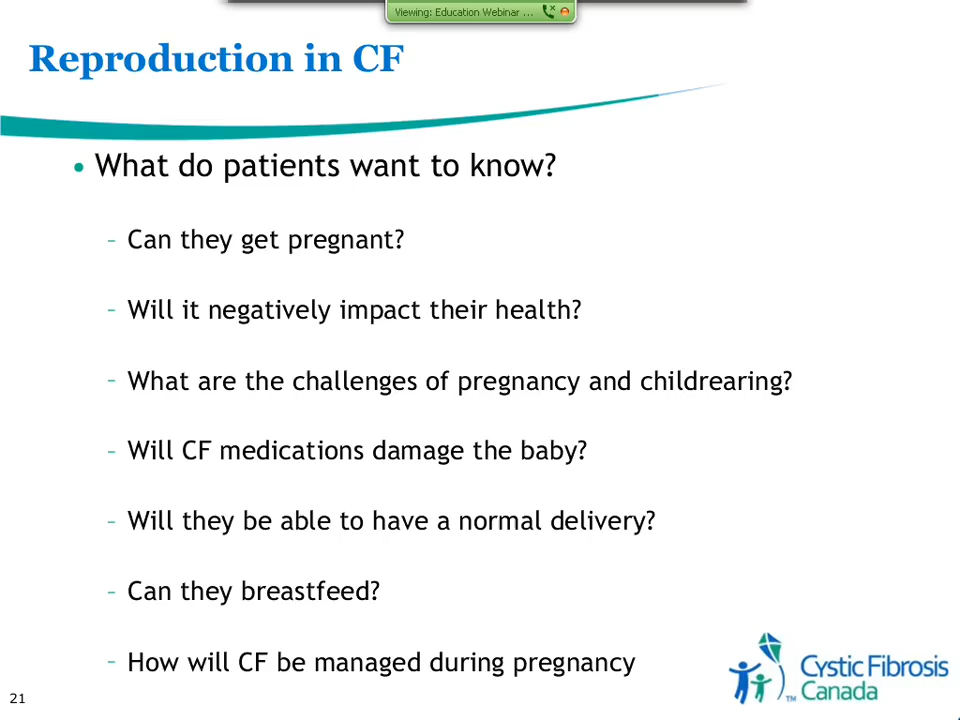 Viewing: Education Webinar ...
Reproduction in CF
• What do patients want to know?
- Can they get pregnant?
- Will it negatively impact their health?
- What are the challenges of pregnancy and childrearing?
- Will CF medications damage the baby?
- Will they be able to have a normal delivery?
- Can they breastfeed?
- How will CF be managed during pregnancy
Cystic Fibrosis
TM Canada
21